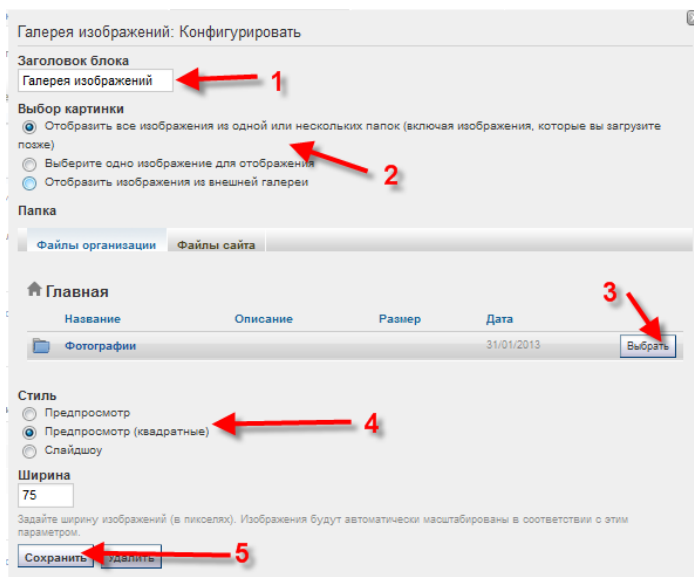 Галерея изображений: Конфигурировать
Заголовок блока
Галерея изображений
1
Выбор картинки
Отобразить все изображения из одной или нескольких папок (включая изображения, которые вы загрузите
позже)
Выберите одно изображение для отображения
2
Отобразить изображения из внешней галереи
Папка
Файлы организации Файлы сайта
Главная
3
Название Описание Размер Дата
Фотографии 31/01/2013 Выбрать
Стиль
Предпросмотр
4
Предпросмотр (квадратные)
Слайдшоу
Ширина
75
Задайте ширину изображений (в пикселях). Изображения будут автоматически масштабированы в соответствии с этим
параметром.
Сохранить Удалить 5